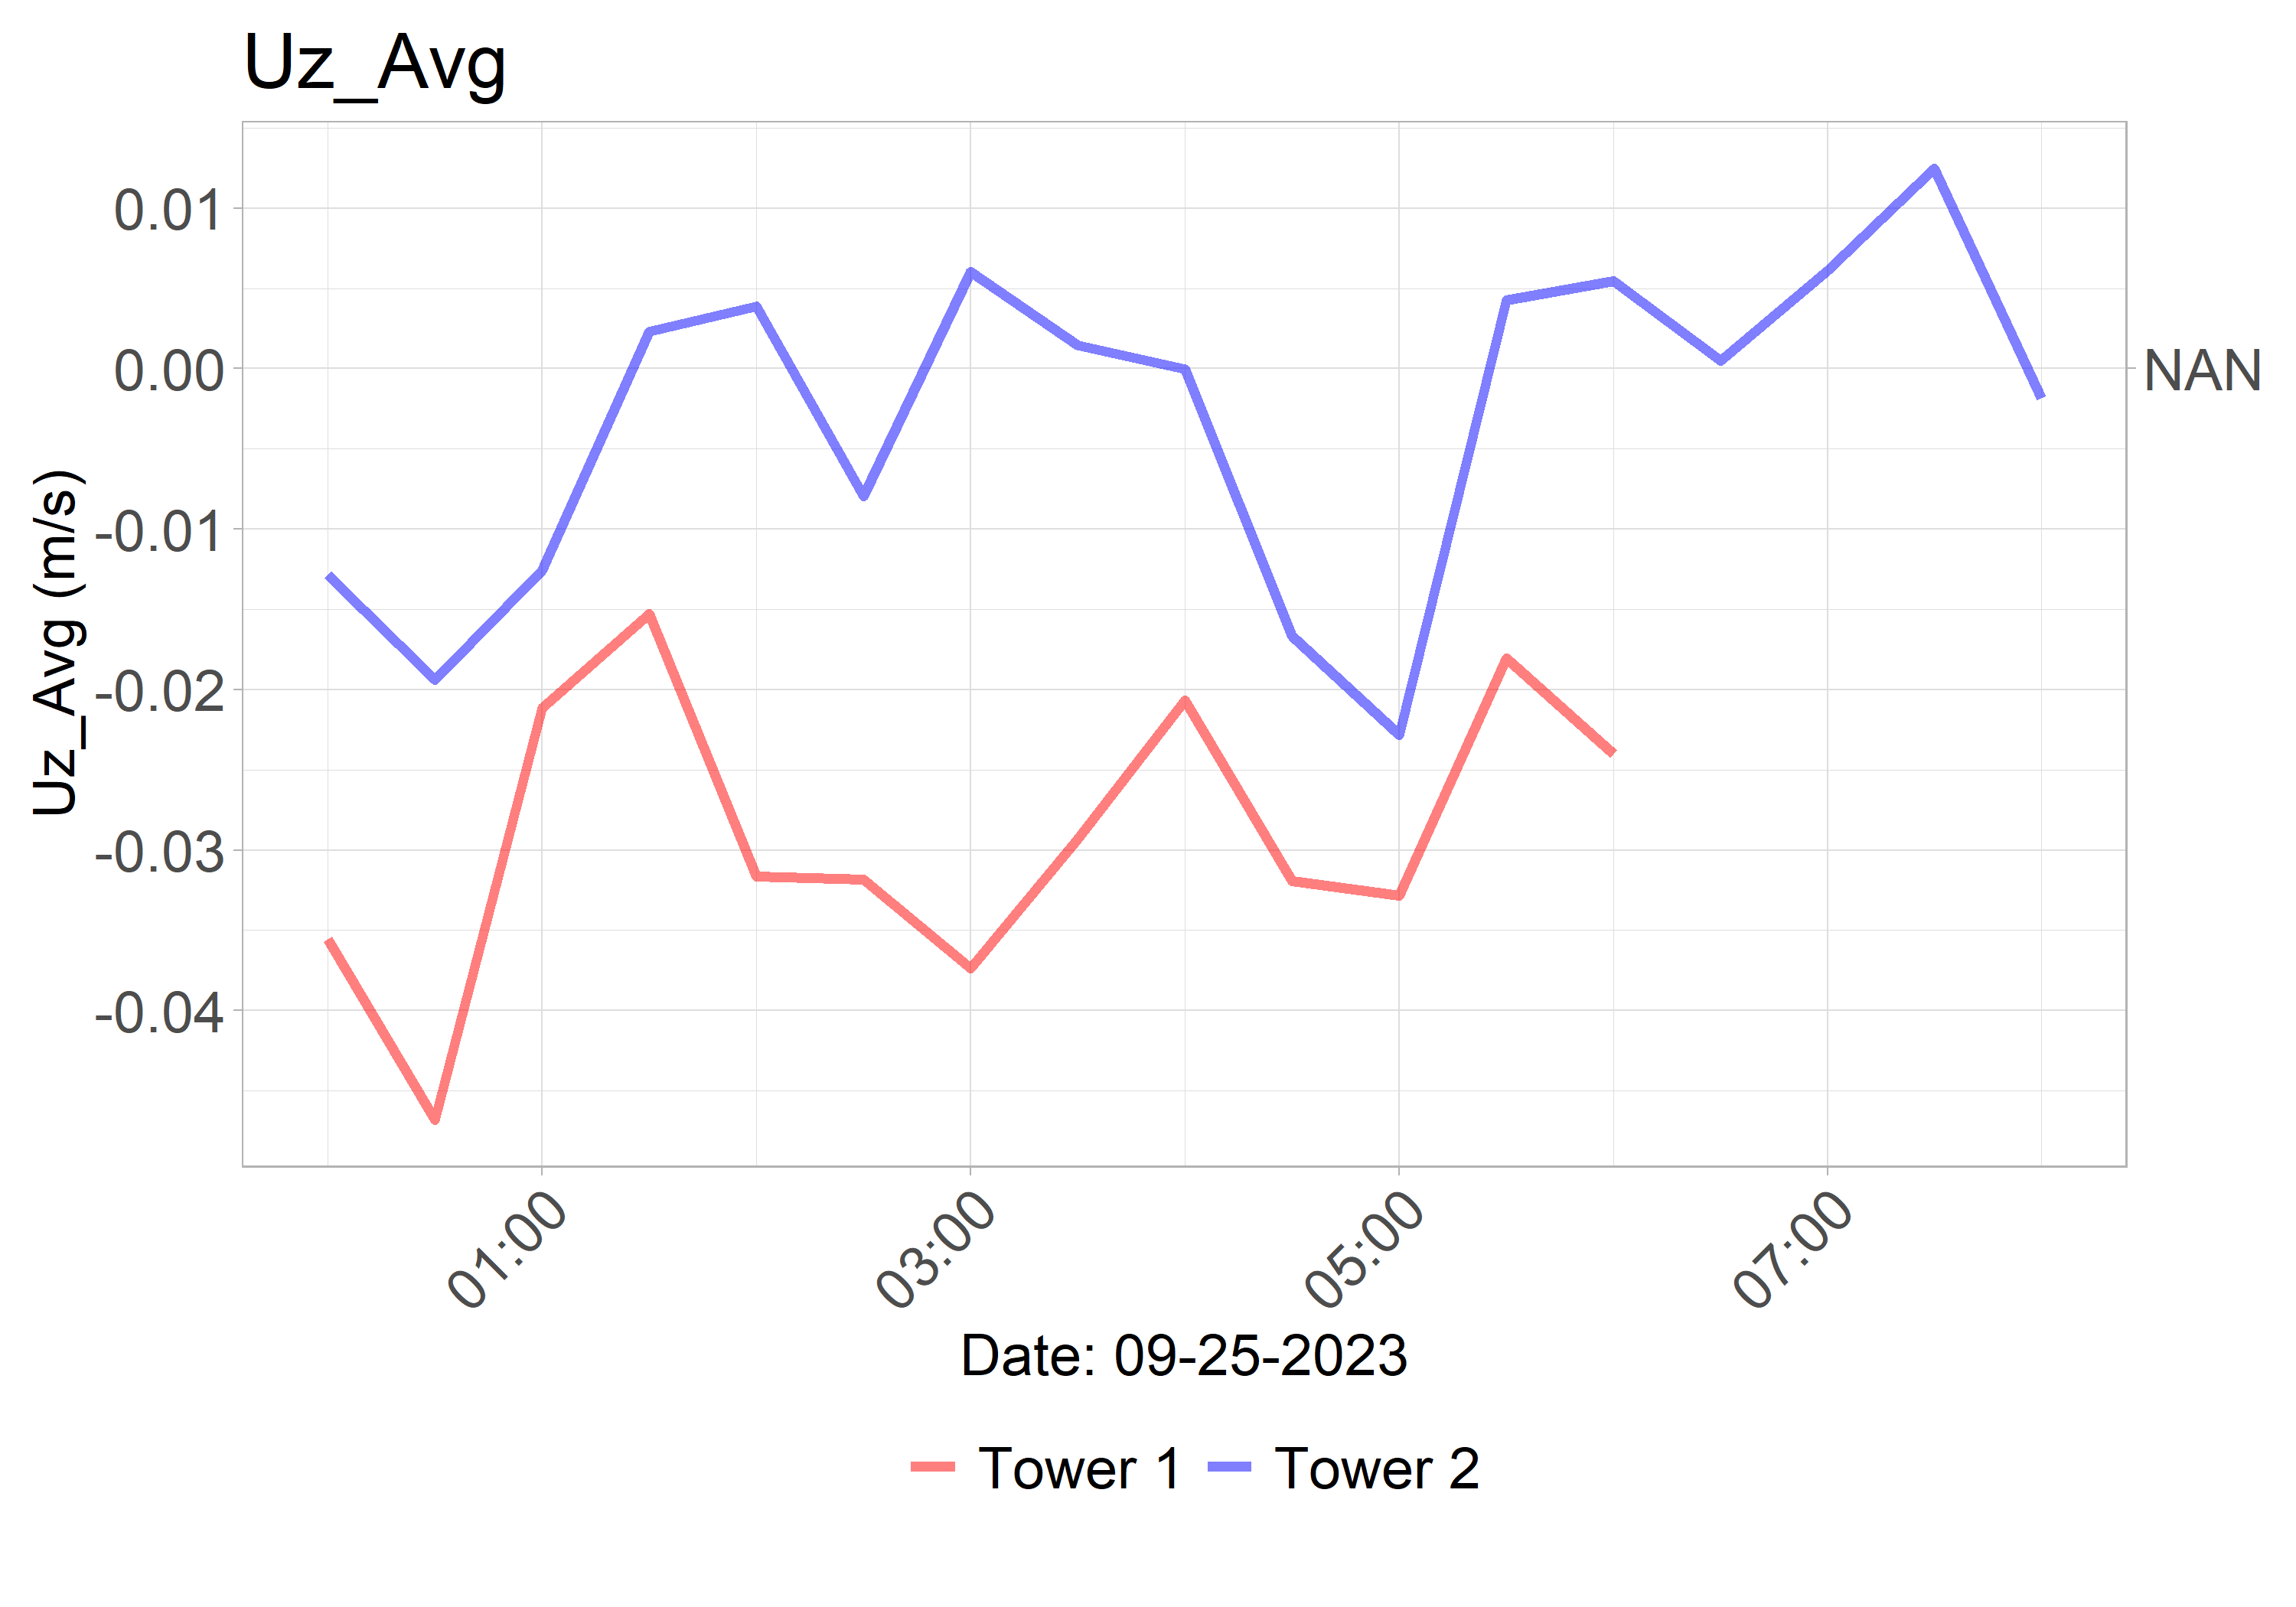 Uz_Avg
Uz_Avg (m/s)
0.01
0.00
-0.01
-0.02
-0.03
-0.04
NAN
01:00
03:00
05:00
07:00
Date: 09-25-2023
Tower 1
Tower 2